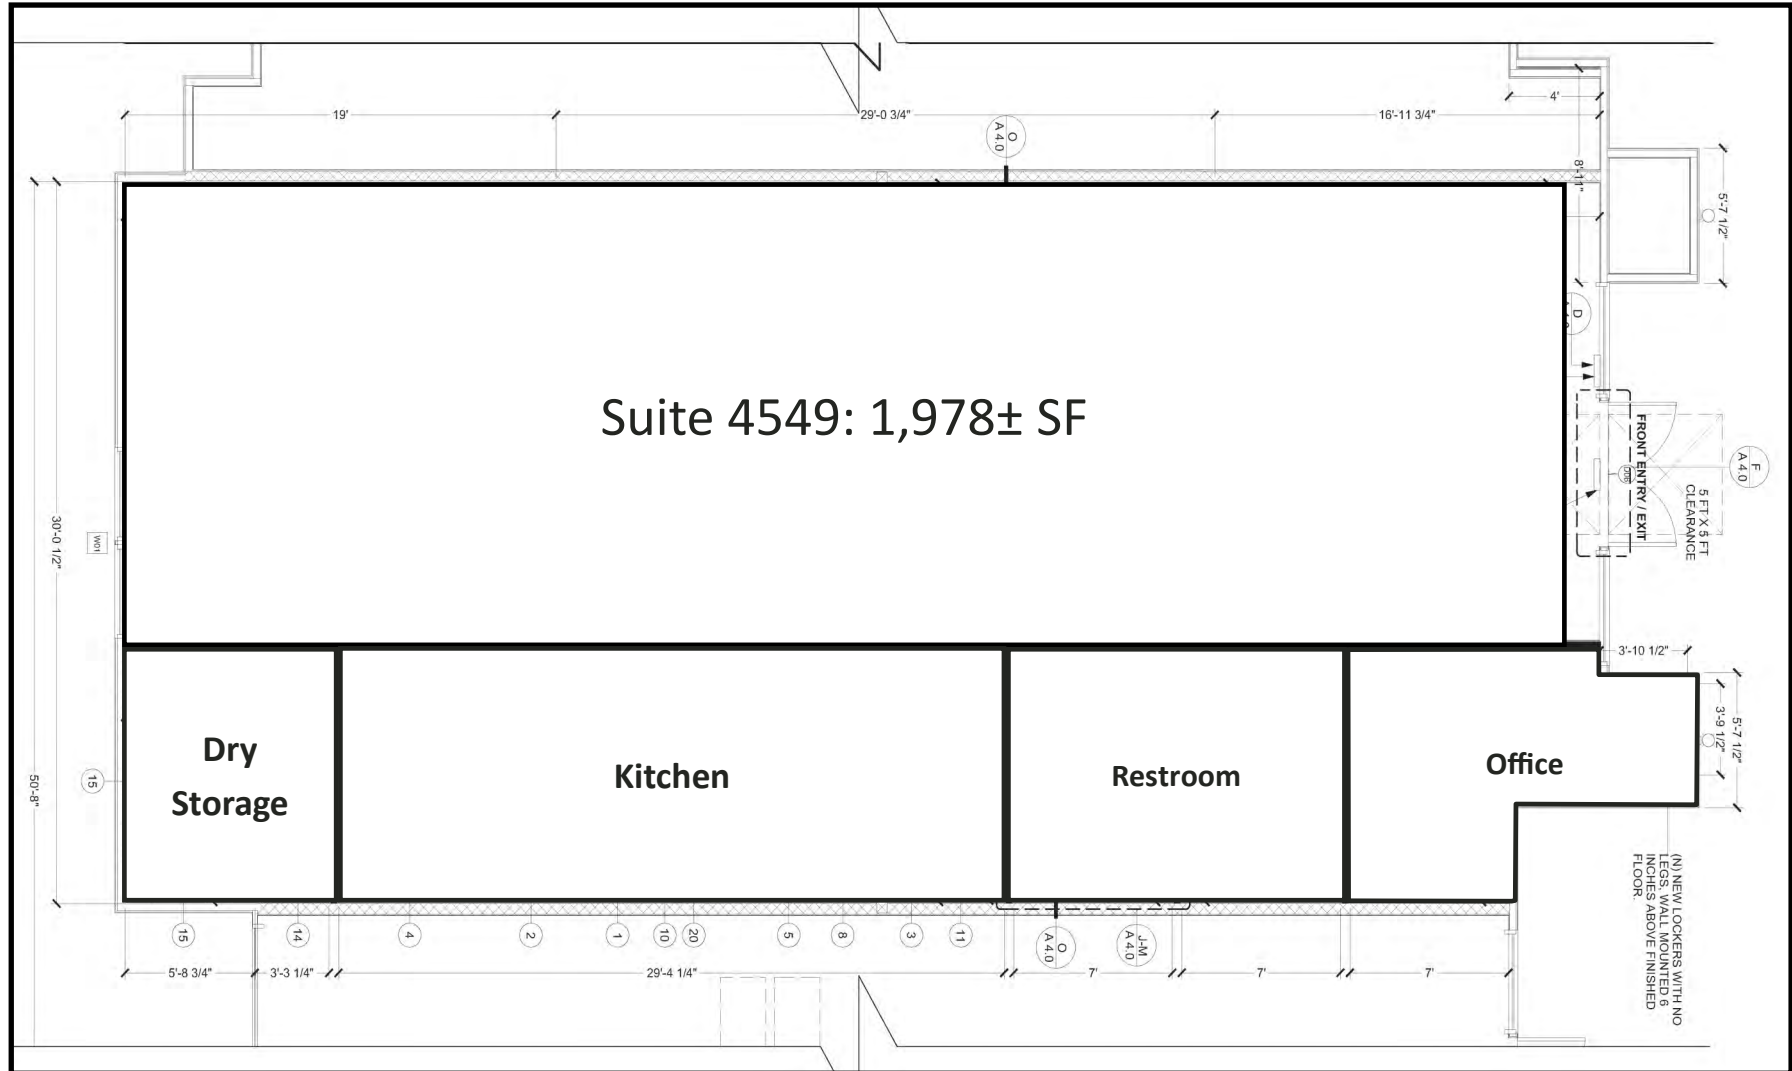 4'
19'
29'-0 3/4"
16'-11 3/4"
O
A 4.0
8'-11"
5'-7 1/2"
D
Suite 4549: 1,978± SF
FRONT ENTRY / EXIT
5 FT X 5 FT
CLEARANCE
F
A 4.0
D06
30'-0 1/2"
W01
50'-8"
3'-10 1/2"
3'-9 1/2"
5'-7 1/2"
Dry
Storage
Kitchen
Restroom
Office
15
(N) NEW LOCKERS WITH NO
LEGS, WALL MOUNTED 6
INCHES ABOVE FINISHED
FLOOR.
15
14
4
2
1
10
20
5
8
3
11
O
A 4.0
J-M
A 4.0
5'-8 3/4"
3'-3 1/4"
29'-4 1/4"
7'
7'
7'